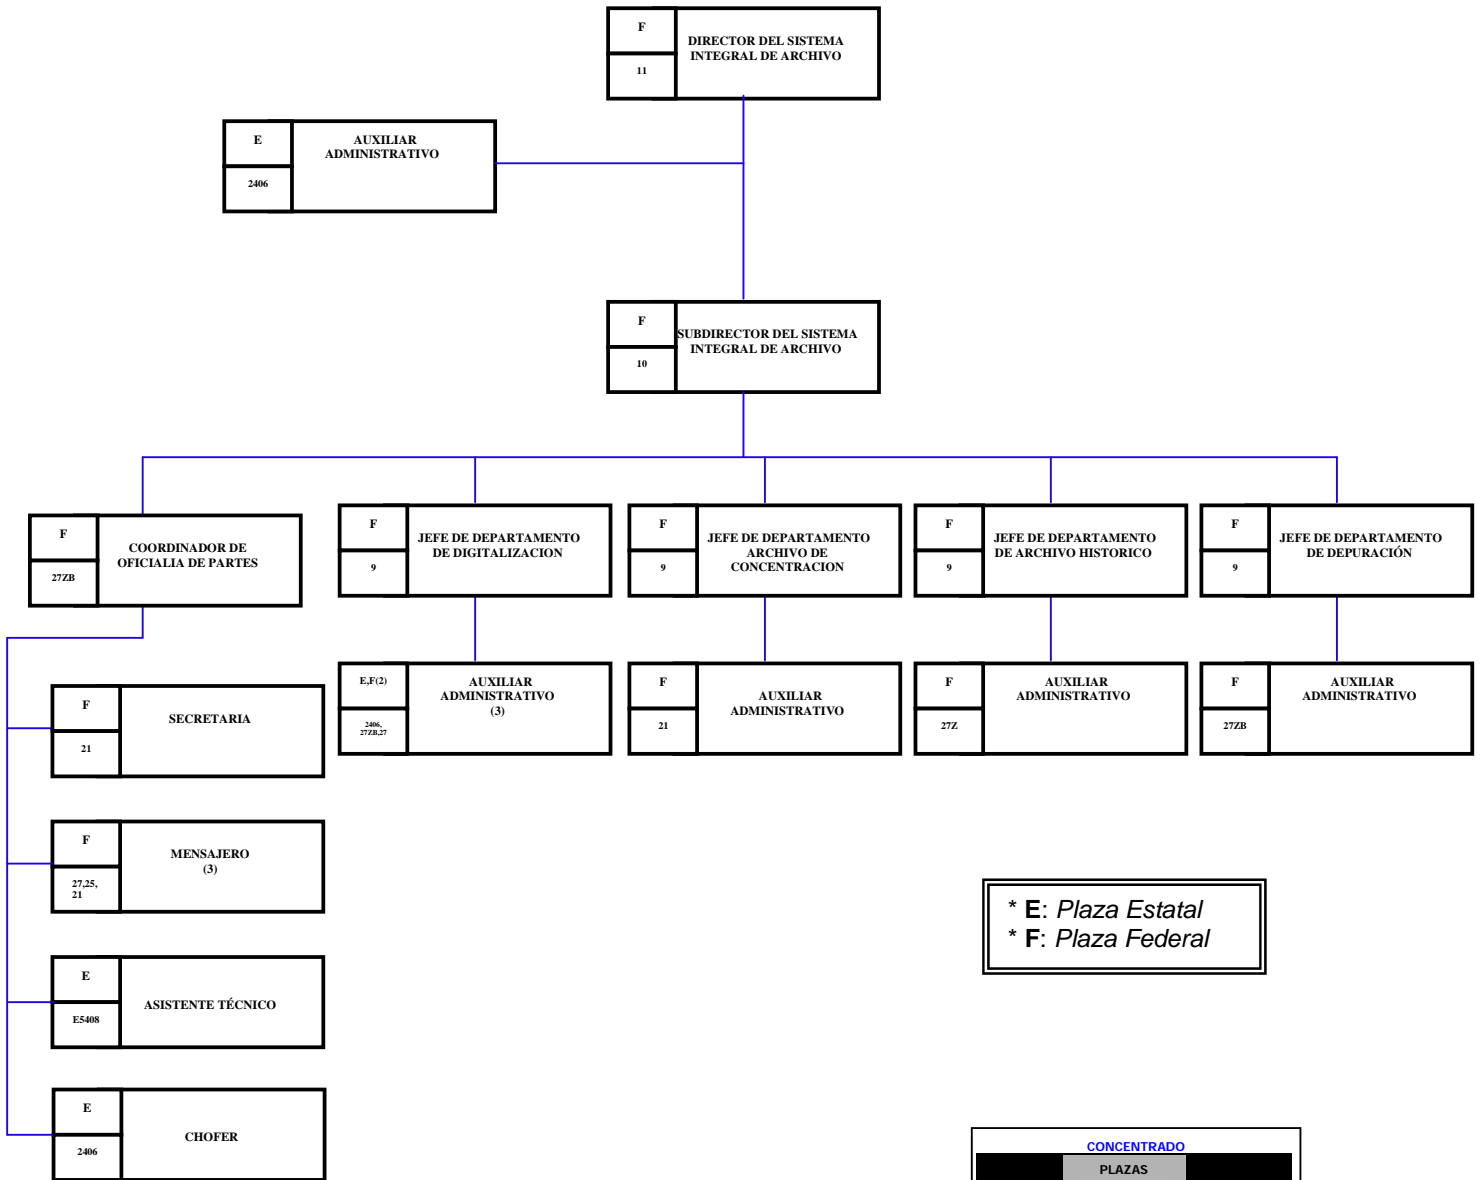 F
DIRECTOR DEL SISTEMA
INTEGRAL DE ARCHIVO
11
E
AUXILIAR
ADMINISTRATIVO
2406
F
SUBDIRECTOR DEL SISTEMA
INTEGRAL DE ARCHIVO
10
F
COORDINADOR DE
OFICIALIA DE PARTES
27ZB
F
JEFE DE DEPARTAMENTO
DE DIGITALIZACION
9
F
JEFE DE DEPARTAMENTO
ARCHIVO DE
CONCENTRACION
9
F
JEFE DE DEPARTAMENTO
DE ARCHIVO HISTORICO
9
F
JEFE DE DEPARTAMENTO
DE DEPURACIÓN
9
E,F(2)
AUXILIAR
ADMINISTRATIVO
(3)
2406,
27ZB,27
F
AUXILIAR
ADMINISTRATIVO
21
F
AUXILIAR
ADMINISTRATIVO
27Z
F
AUXILIAR
ADMINISTRATIVO
27ZB
F
SECRETARIA
21
F
MENSAJERO
(3)
27,25,
21
E
ASISTENTE TÉCNICO
E5408
E
CHOFER
2406
* E: Plaza Estatal
* F: Plaza Federal
CONCENTRADO
PLAZAS